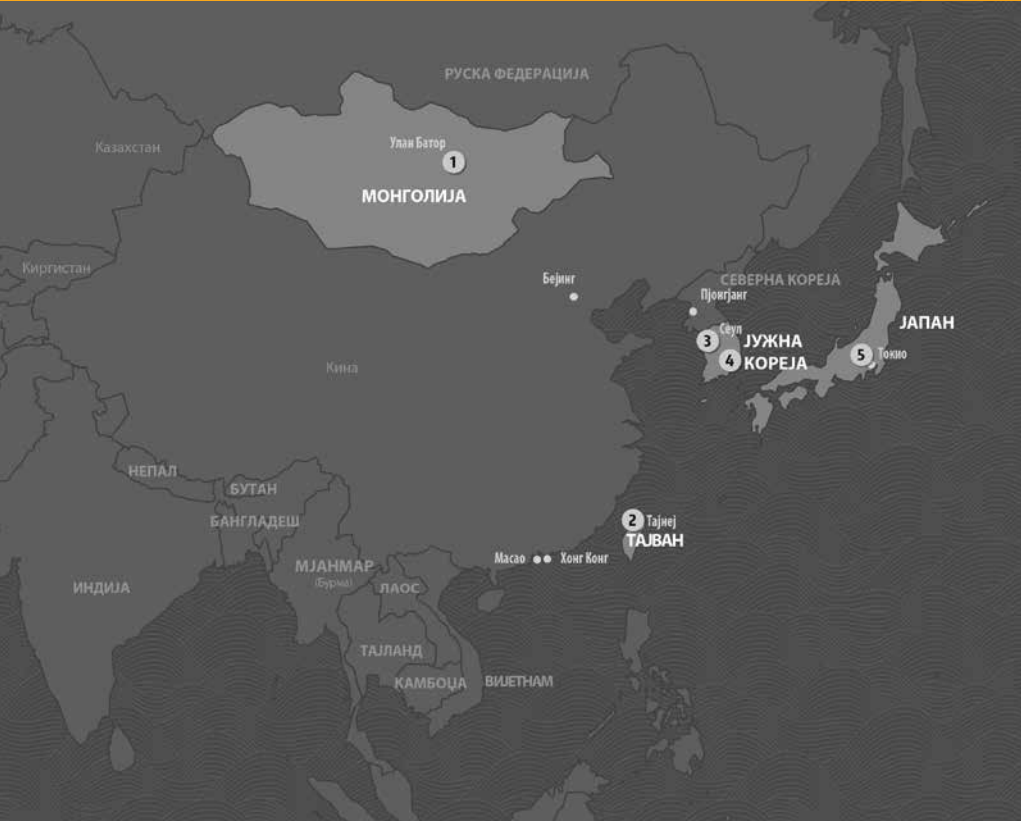 РУСКА ФЕДЕРАЦИЈА
Казахстан
Улан Батор
1
МОНГОЛИЈА
Киргистан
Бејинг
СЕВЕРНА КОРЕЈА
Пјонгјанг
Сеул
3
ЈУЖНА
4
КОРЕЈА
ЈАПАН
5
Токио
Кина
НЕПАЛ
БУТАН
БАНГЛАДЕШ
2
Тајпеј
ТАЈВАН
Масао
Хонг Конг
МЈАНМАР
(Бурма)
ИНДИЈА
ЛАОС
ТАЈЛАНД
КАМБОЏА
ВИЈЕТНАМ